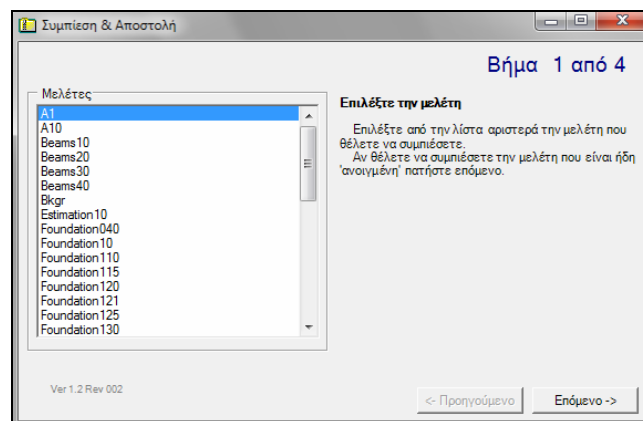 Συμπίεση & Αποστολή
Βήμα 1 από 4
Μελέτες
A1
A10
Beams10
Beams20
Beams30
Beams40
Bkgr
Estimation10
Foundation040
Foundation10
Foundation110
Foundation115
Foundation120
Foundation121
Foundation125
Foundation130
Επιλέξτε την μελέτη
Επιλέξτε από την λίστα αριστερά την μελέτη που
θέλετε να συμπιέσετε.
Αν θέλετε να συμπιέσετε την μελέτη που είναι ήδη
'ανοιγμένη' πατήστε επόμενο.
Ver 1.2 Rev 002
<- Προηγούμενο
Επόμενο ->